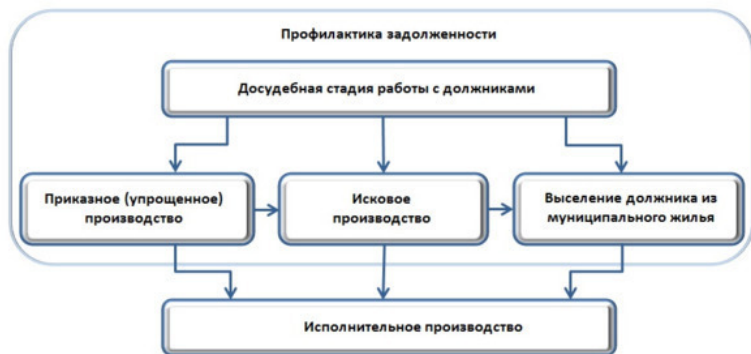 Профилактика задолженности
Досудебная стадия работы с должниками
Приказное (упрощенное)
производство
Исковое
производство
Выселение должника из
муниципального жилья
Исполнительное производство